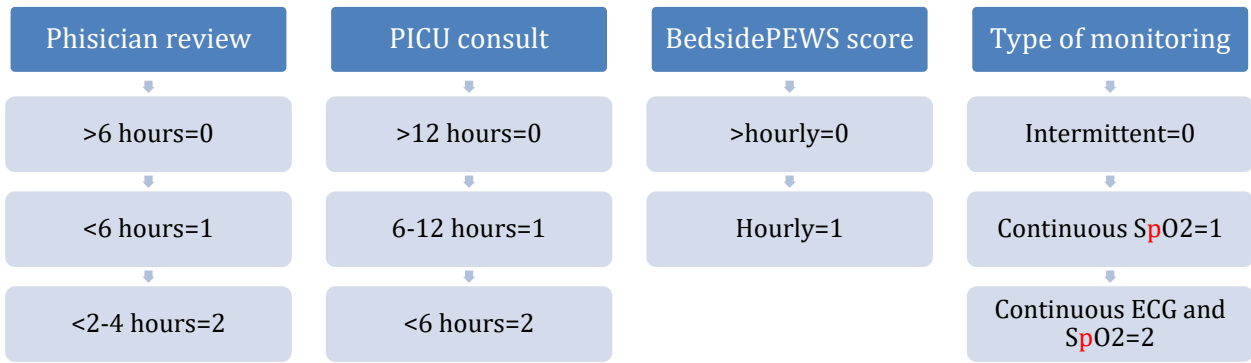 Phisician review
>6 hours=0
<6 hours=1
<2-4 hours=2
PICU consult
>12 hours=0
6-12 hours=1
<6 hours=2
BedsidePEWS score
>hourly=0
Hourly=1
Type of monitoring
Intermittent=0
Continuous SpO2=1
Continuous ECG and
SpO2=2